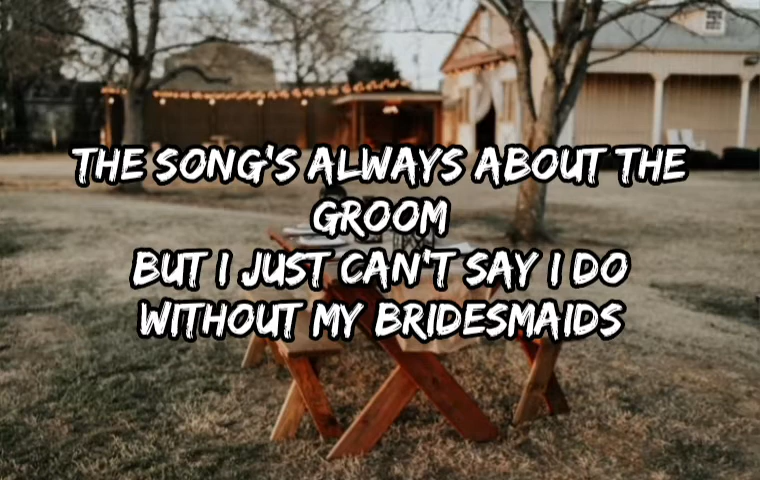 THE SONG'S ALWAYS ABOUT THE
GROOM
BUT I JUST CAN'T SAY I DO
WITHOUT MY BRIDESMAIDS